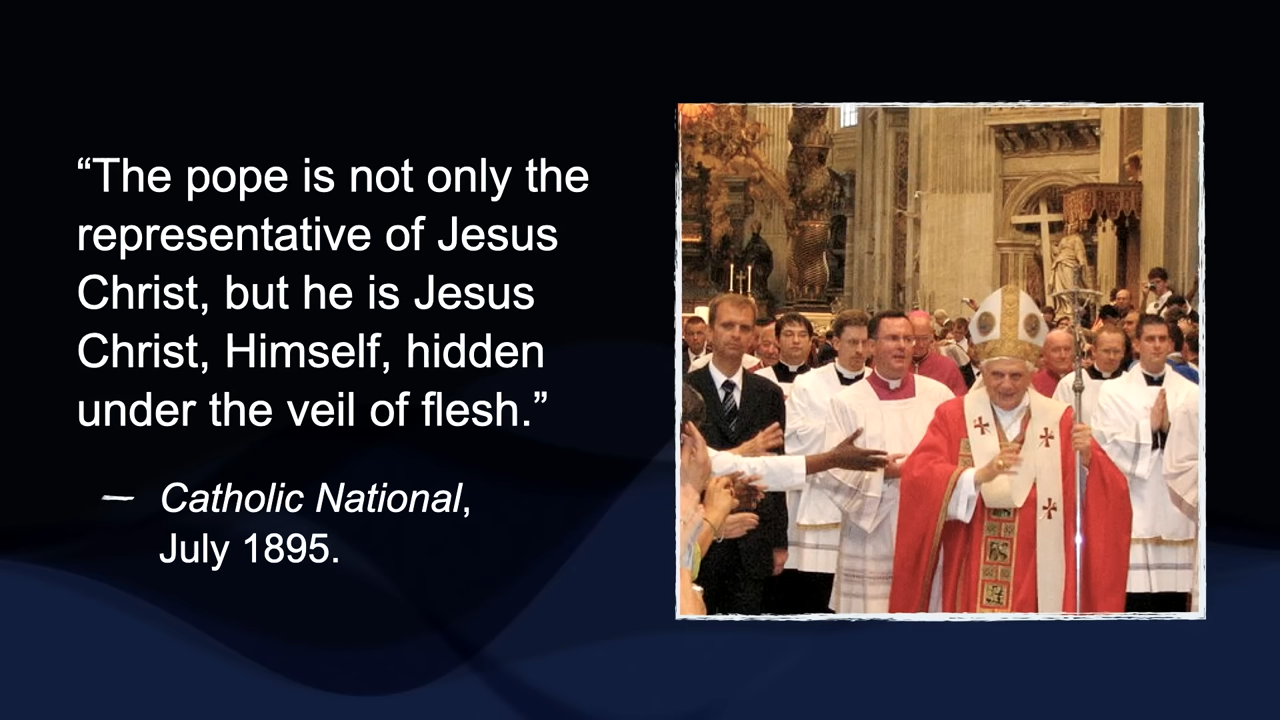 “The pope is not only the
representative of Jesus
Christ, but he is Jesus
Christ, Himself, hidden
under the veil of flesh.”
— Catholic National,
July 1895.